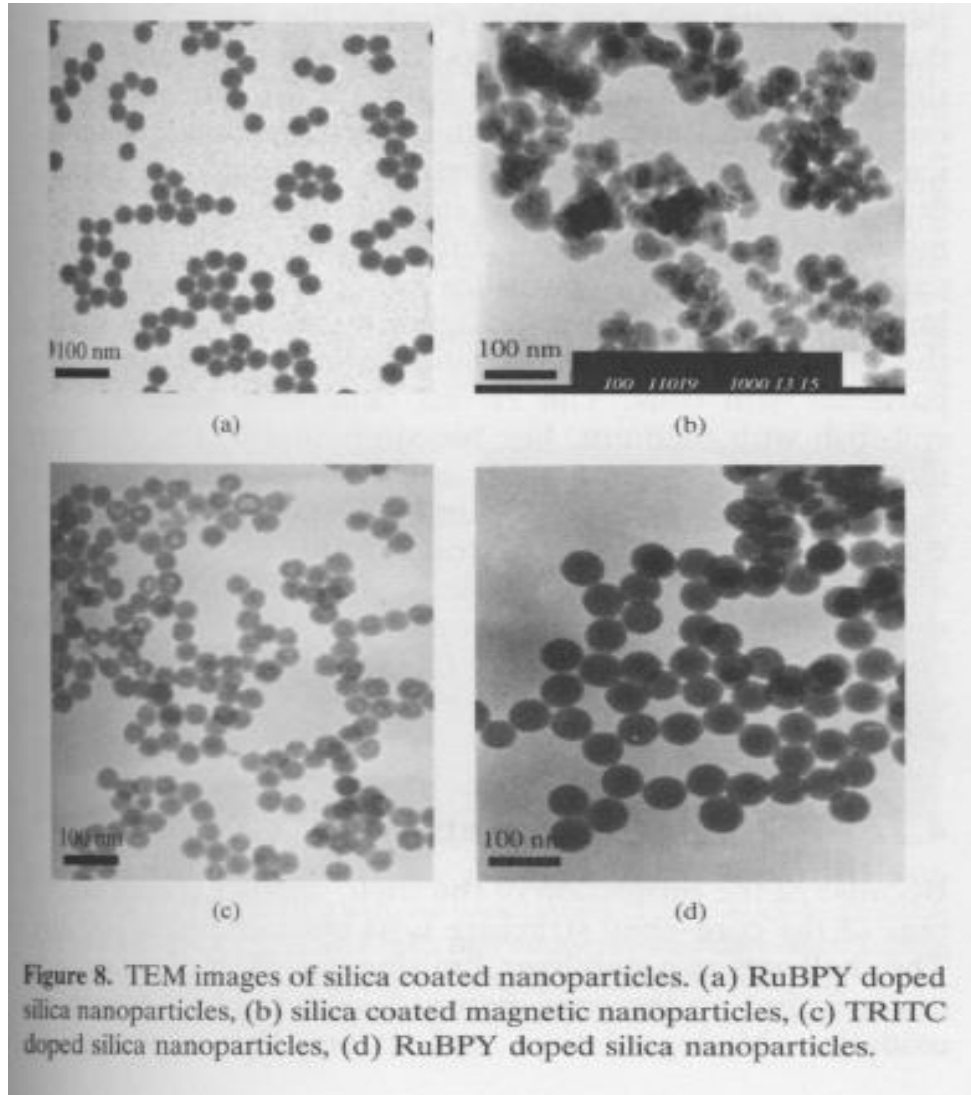 100 nm
100 nm
100 11019 1000 13 15
(a)
(b)
100 nm
100 nm
(c)
(d)
Figure 8. TEM images of silica coated nanoparticles. (a) RuBPY doped
silica nanoparticles, (b) silica coated magnetic nanoparticles, (c) TRITC
doped silica nanoparticles, (d) RuBPY doped silica nanoparticles.